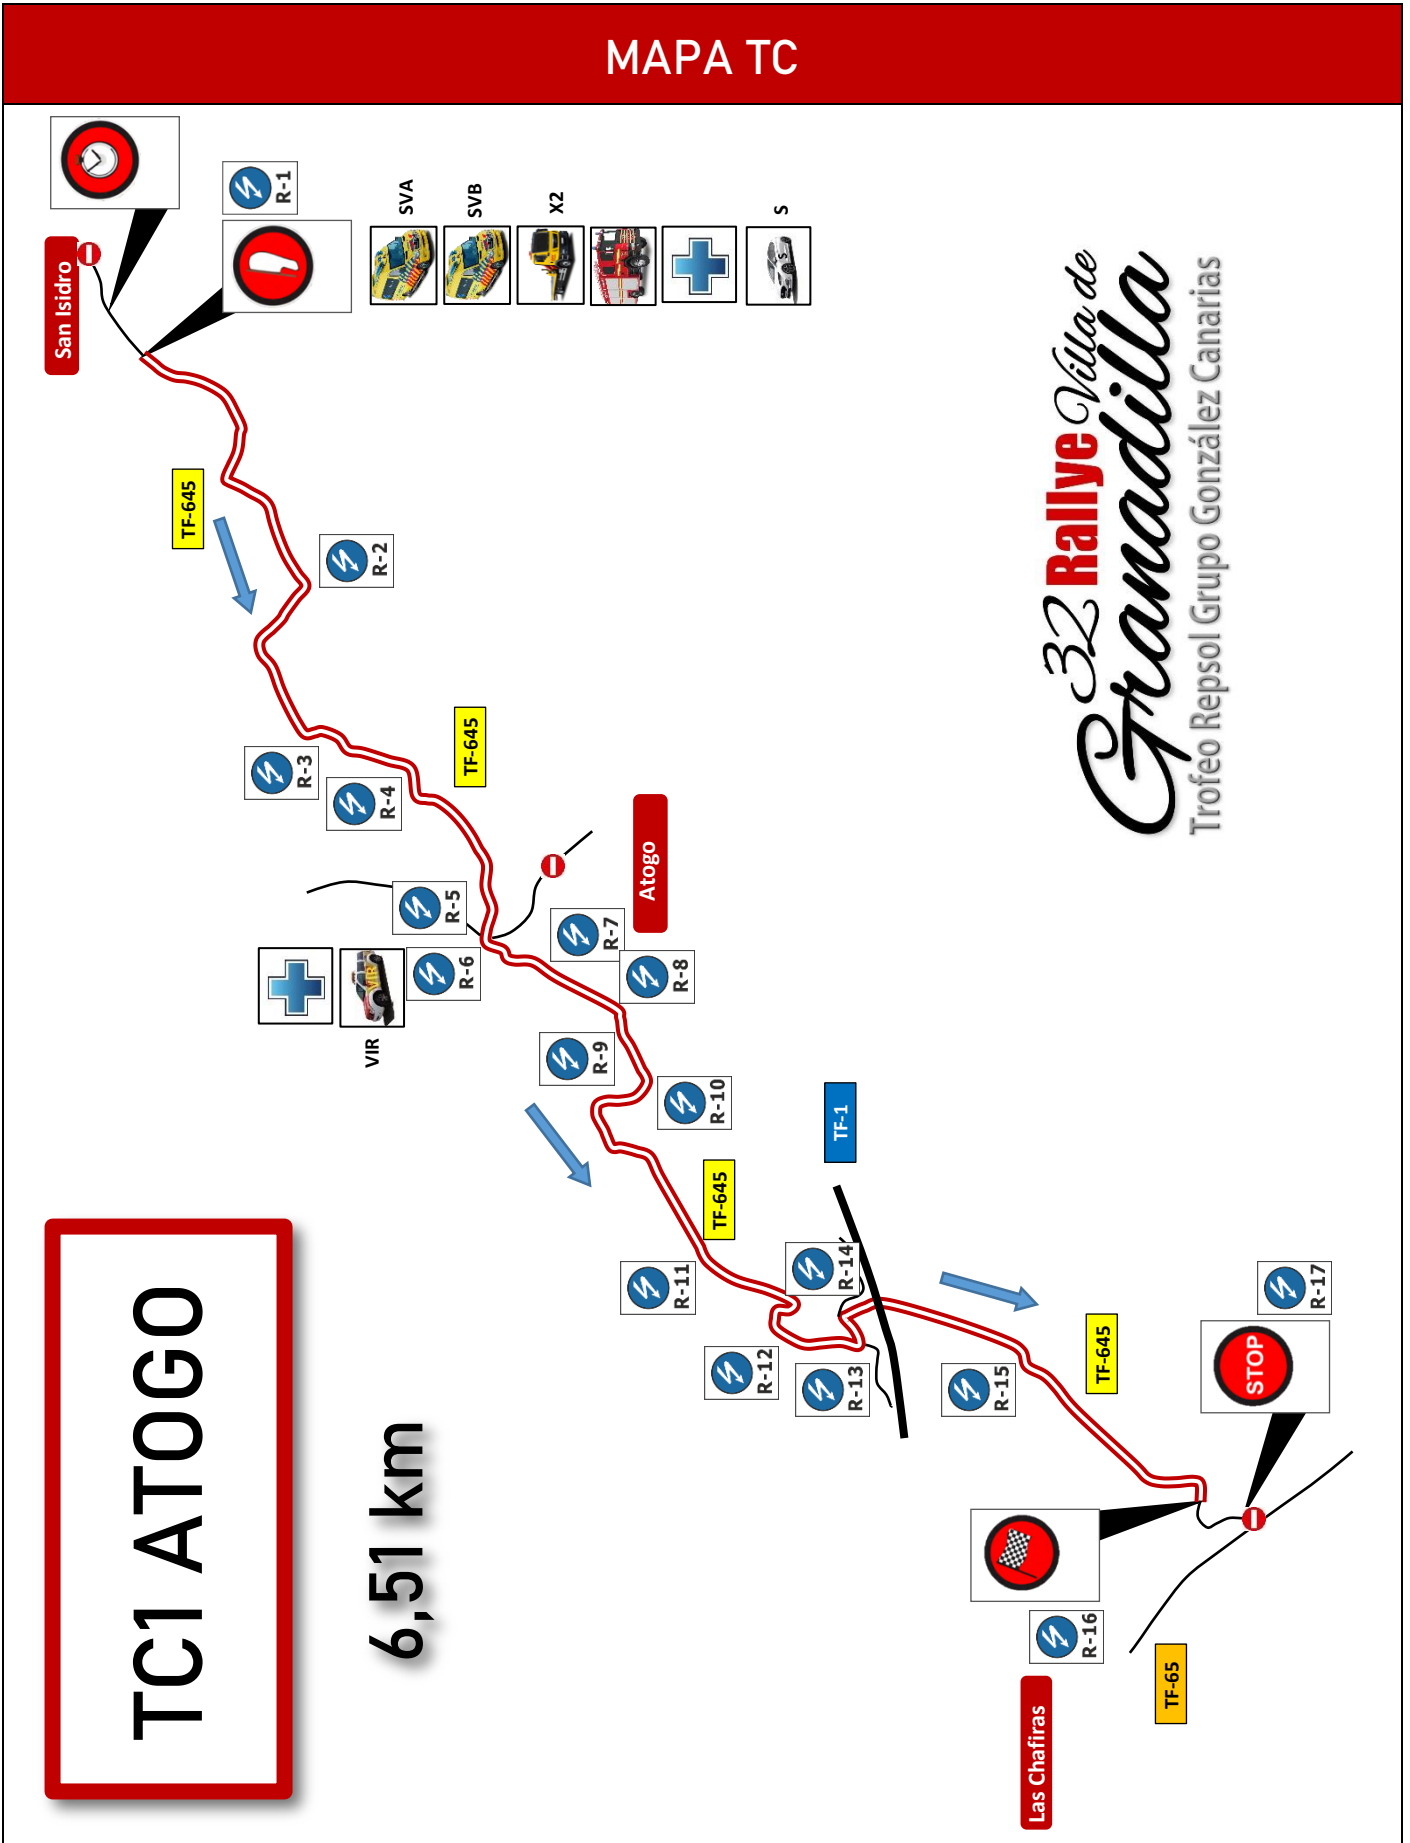 MAPA TC
TC1 ATOGO
6,51 km
San Isidro
R-1
SVA
SVB
X2
S
S
TF-645
R-2
R-3
R-4
TF-645
R-5
R-6
VIR
VIR
R-7
R-8
Atogo
R-9
R-10
TF-645
TF-1
R-11
R-12
R-13
R-14
R-15
TF-645
R-16
STOP
R-17
Las Chafiras
TF-65
32 Rallye Villa de
Granadilla
Trofeo Repsol Grupo González Canarias